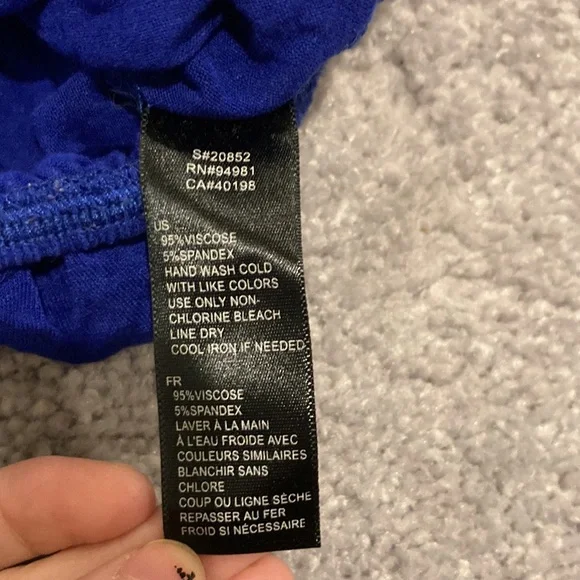 S#20852
RN#94981
CA#40198
US
95%VISCOSE
5%SPANDEX
HAND WASH COLD
WITH LIKE COLORS
USE ONLY NON-
CHLORINE BLEACH
LINE DRY
COOL IRON IF NEEDED
FR
95%VISCOSE
5%SPANDEX
LAVER À LA MAIN
À L'EAU FROIDE AVEC
COULEURS SIMILAIRES
BLANCHIR SANS
CHLORE
COUP OU LIGNE SÈCHE
REPASSER AU FER
FROID SI NÉCESSAIRE